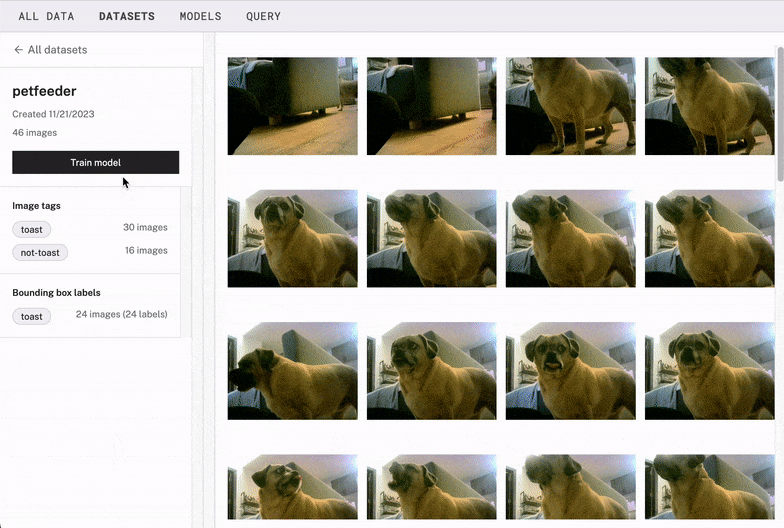 ALL DATA DATASETS MODELS QUERY
← All datasets
petfeeder
Created 11/21/2023
46 images
Train model
Image tags
toast 30 images
not-toast 16 images
Bounding box labels
toast 24 images (24 labels)